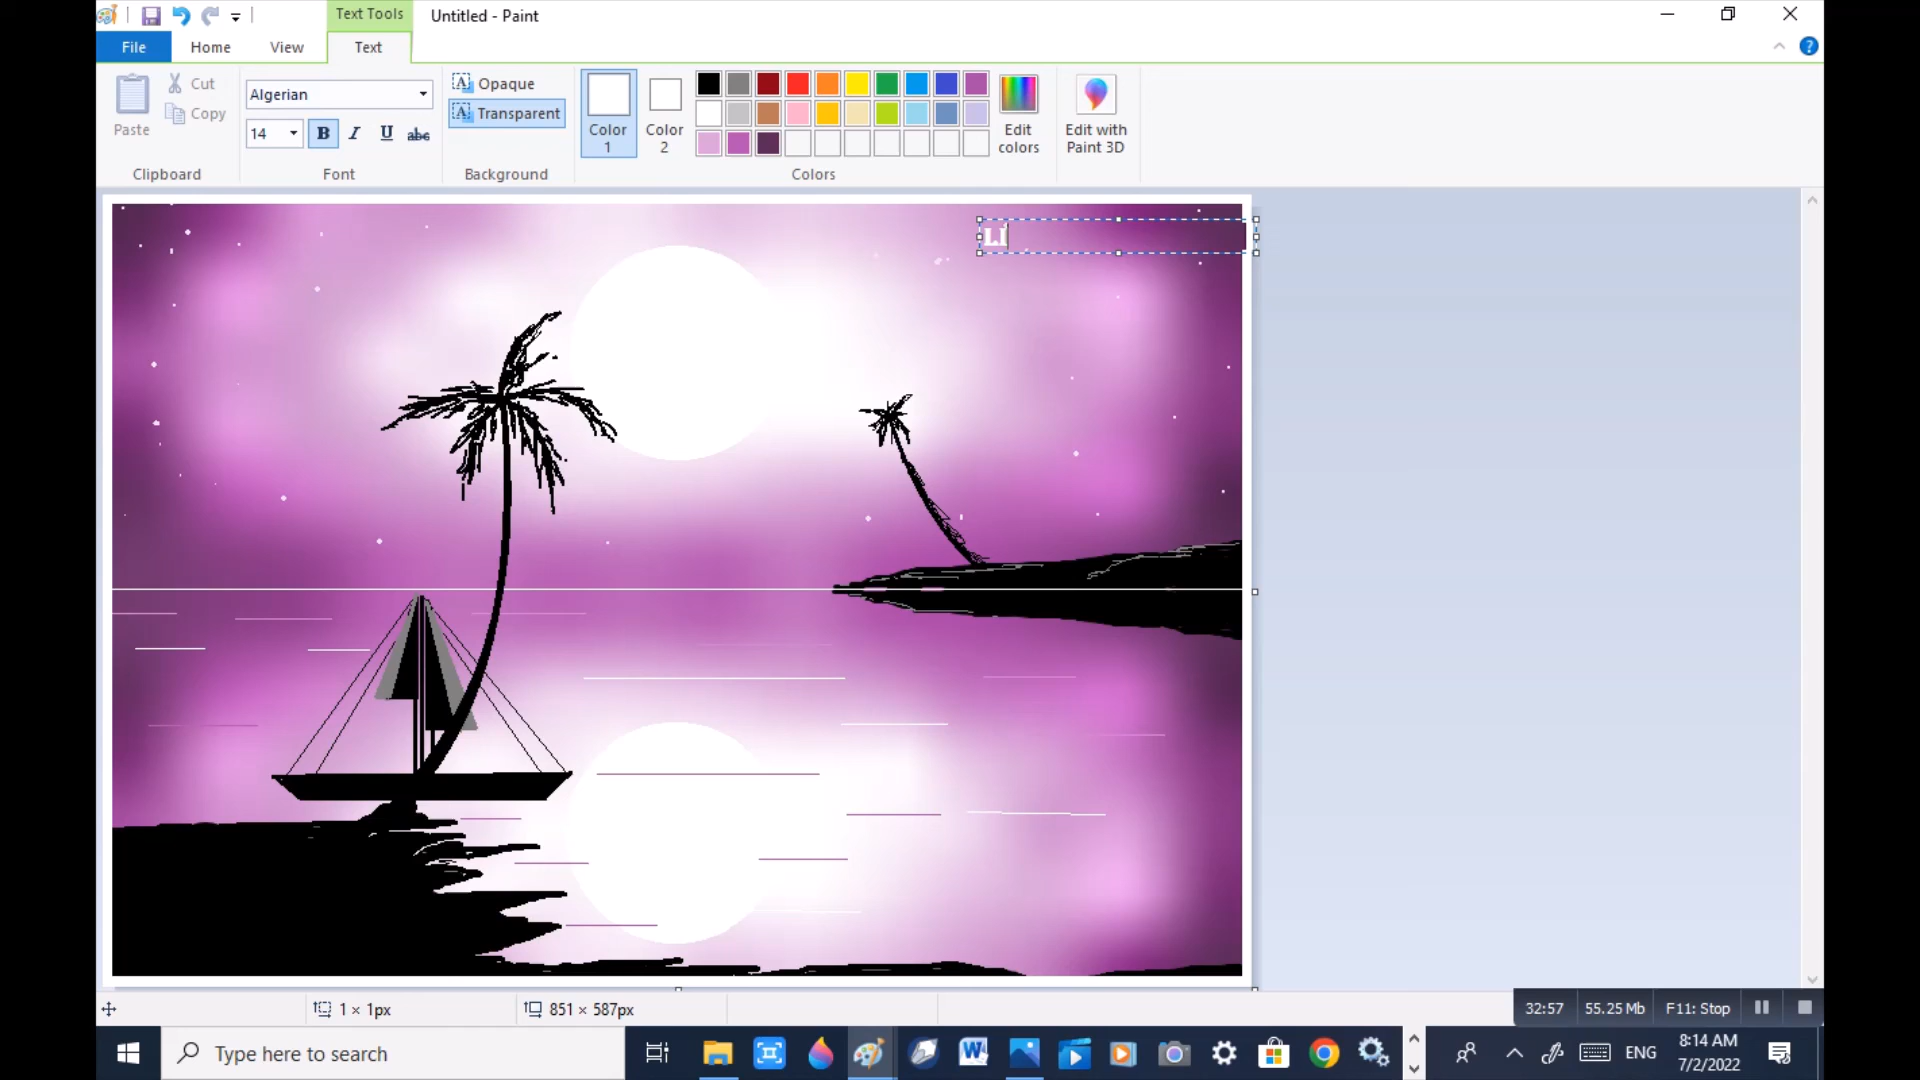 Text Tools
Untitled - Paint
File
Home
View
Text
Paste
Cut
Copy
Clipboard
Algerian
14
B
I
U
abc
Font
A
Opaque
A
Transparent
Background
Color
1
Color
2
Colors
Edit
colors
Edit with
Paint 3D
LI
1 × 1px
851 × 587px
32:57
55.25 Mb
F11: Stop
Type here to search
W
ENG
8:14 AM
7/2/2022